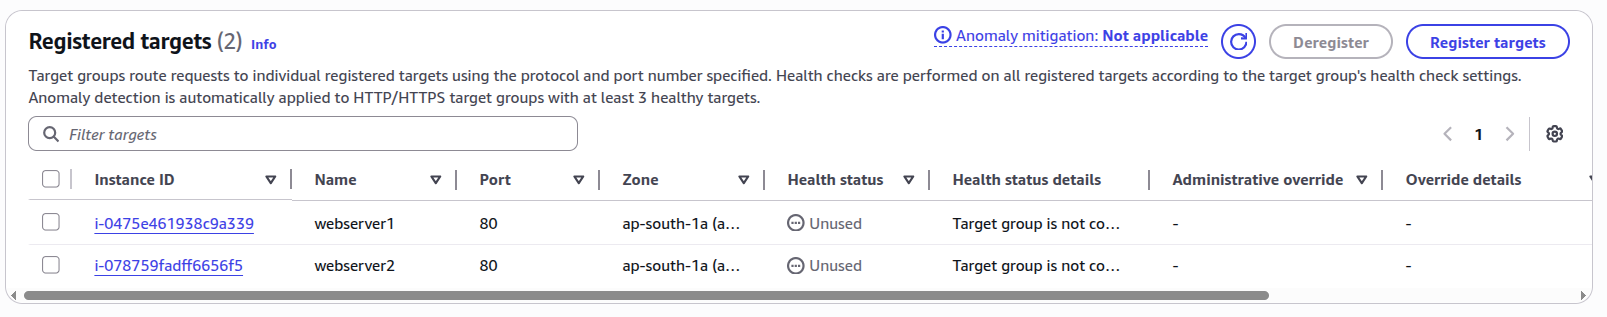 Registered targets (2) Info
Anomaly mitigation: Not applicable
Deregister
Register targets
Target groups route requests to individual registered targets using the protocol and port number specified. Health checks are performed on all registered targets according to the target group's health check settings.
Anomaly detection is automatically applied to HTTP/HTTPS target groups with at least 3 healthy targets.
Filter targets
1
Instance ID Name Port Zone Health status Health status details Administrative override Override details
i-0475e461938c9a339 webserver1 80 ap-south-1a (a... Unused Target group is not co... - -
i-078759fadff6656f5 webserver2 80 ap-south-1a (a... Unused Target group is not co... - -